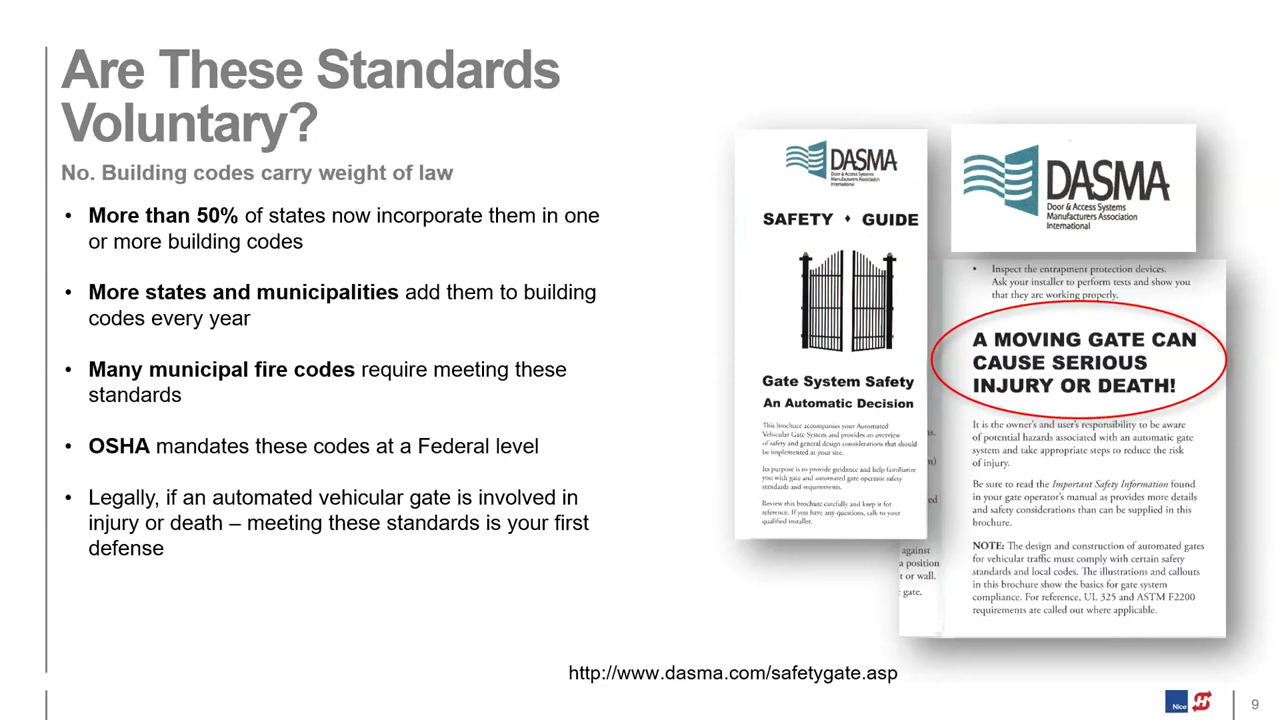 Are These Standards
Voluntary?
No. Building codes carry weight of law
• More than 50% of states now incorporate them in one
or more building codes
• More states and municipalities add them to building
codes every year
• Many municipal fire codes require meeting these
standards
• OSHA mandates these codes at a Federal level
• Legally, if an automated vehicular gate is involved in
injury or death – meeting these standards is your first
defense
DASMA
Door & Access Systems
Manufacturers Association
International
SAFETY ♦ GUIDE
Gate System Safety
An Automatic Decision
This brochure accompanies your Automated
Vehicular Gate System and provides an overview
of safety and general design considerations that should
be implemented at your site.
Its purpose is to provide guidance and help familiarize
you with gate and automated gate operator safety
standards and requirements.
Review this brochure carefully and keep it for
reference. If you have any questions, talk to your
qualified installer.
DASMA
Door & Access Systems
Manufacturers Association
International
• Inspect the entrapment protection devices.
Ask your installer to perform tests and show you
that they are working properly.
A MOVING GATE CAN
CAUSE SERIOUS
INJURY OR DEATH!
It is the owner's and user's responsibility to be aware
of potential hazards associated with an automatic gate
system and take appropriate steps to reduce the risk
of injury.
Be sure to read the Important Safety Information found
in your gate operator's manual as provides more details
and safety considerations than can be supplied in this
brochure.
NOTE: The design and construction of automated gates
for vehicular traffic must comply with certain safety
standards and local codes. The illustrations and callouts
in this brochure show the basics for gate system
compliance. For reference, UL 325 and ASTM F2200
requirements are called out where applicable.
against
a position
t or wall.
gate.
http://www.dasma.com/safetygate.asp
Nice
H
9